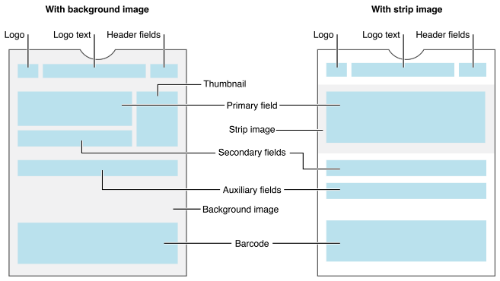 With background image
With strip image
Logo
Logo text
Header fields
Logo
Logo text
Header fields
Thumbnail
Primary field
Strip image
Secondary fields
Auxiliary fields
Background image
Barcode